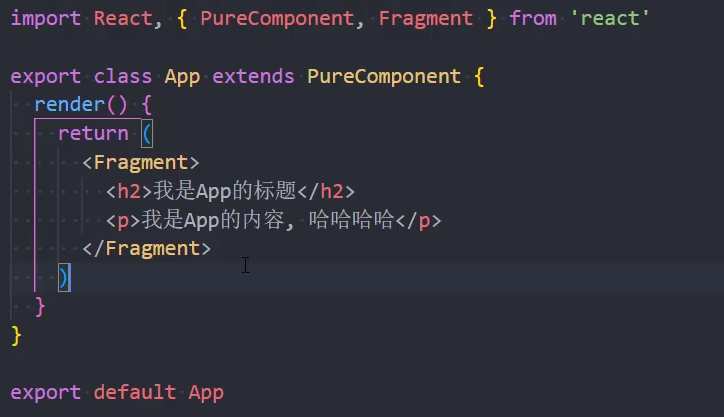 import React, { PureComponent, Fragment } from 'react'
export class App extends PureComponent {
render() {
return (
<Fragment>
<h2>我是App的标题</h2>
<p>我是App的内容, 哈哈哈哈</p>
</Fragment>
)
}
}
export default App